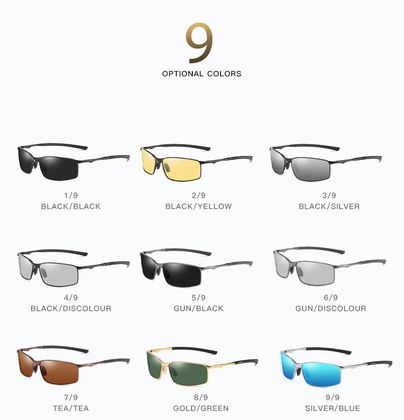 9
OPTIONAL COLORS
1/9
BLACK/BLACK
2/9
BLACK/YELLOW
3/9
BLACK/SILVER
4/9
BLACK/DISCOLOUR
5/9
GUN/BLACK
6/9
GUN/DISCOLOUR
7/9
TEA/TEA
8/9
GOLD/GREEN
9/9
SILVER/BLUE